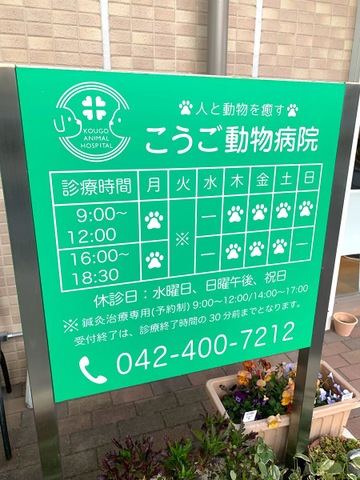 KOUGO
ANIMAL
HOSPITAL
人と動物を癒す
こうご動物病院
診療時間 月 火 水 木 金 土 日
9:00〜
12:00
※ ―
16:00〜
18:30
― ―
休診日：水曜日、日曜午後、祝日
※ 鍼灸治療専用(予約制) 9:00〜12:00/14:00〜17:00
受付終了は、診療終了時間の30分前までとなります。
042-400-7212